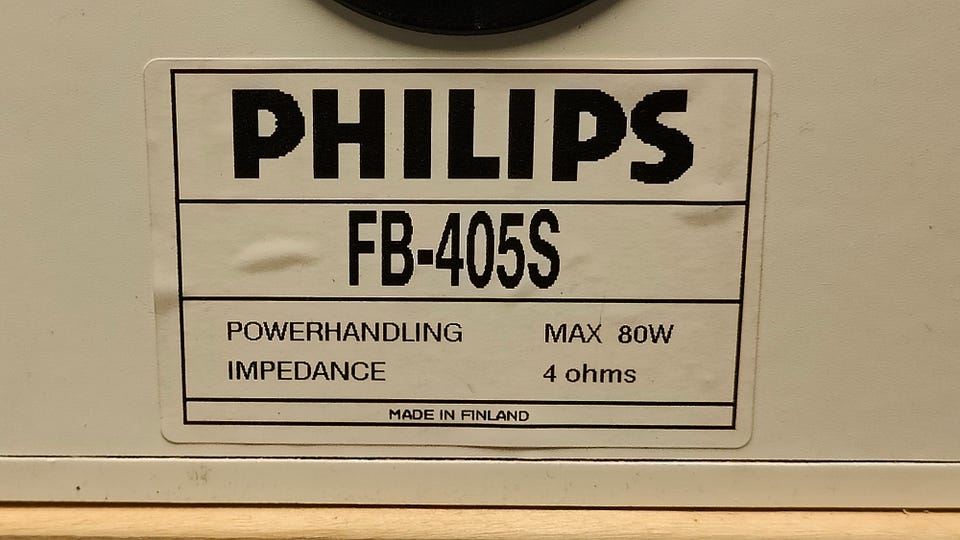 PHILIPS
FB-405S
POWERHANDLING MAX 80W
IMPEDANCE 4 ohms
MADE IN FINLAND